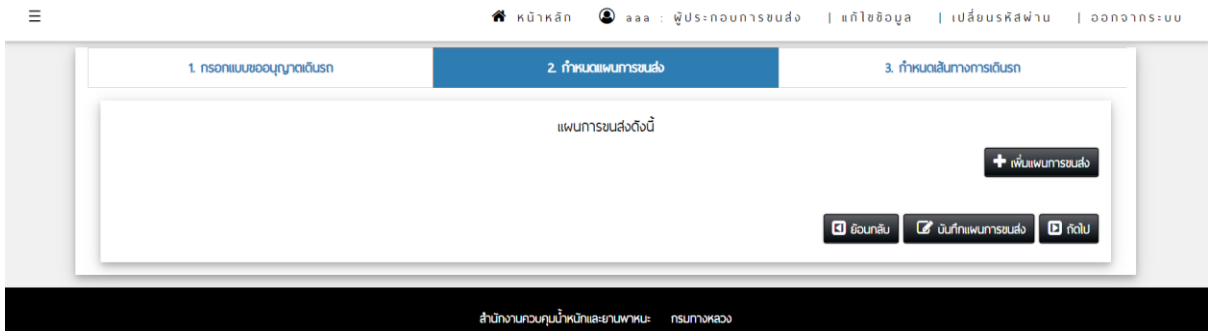 หน้าหลัก aaa : ผู้ประกอบการขนส่ง | แก้ไขข้อมูล | เปลี่ยนรหัสผ่าน | ออกจากระบบ
1. กรอกแบบขออนุญาตเดินรถ 2. กำหนดแผนการขนส่ง 3. กำหนดเส้นทางการเดินรถ
แผนการขนส่งดังนี้
เพิ่มแผนการขนส่ง
ย้อนกลับ บันทึกแผนการขนส่ง ถัดไป
สำนักงานควบคุมน้ำหนักและยานพาหนะ กรมทางหลวง